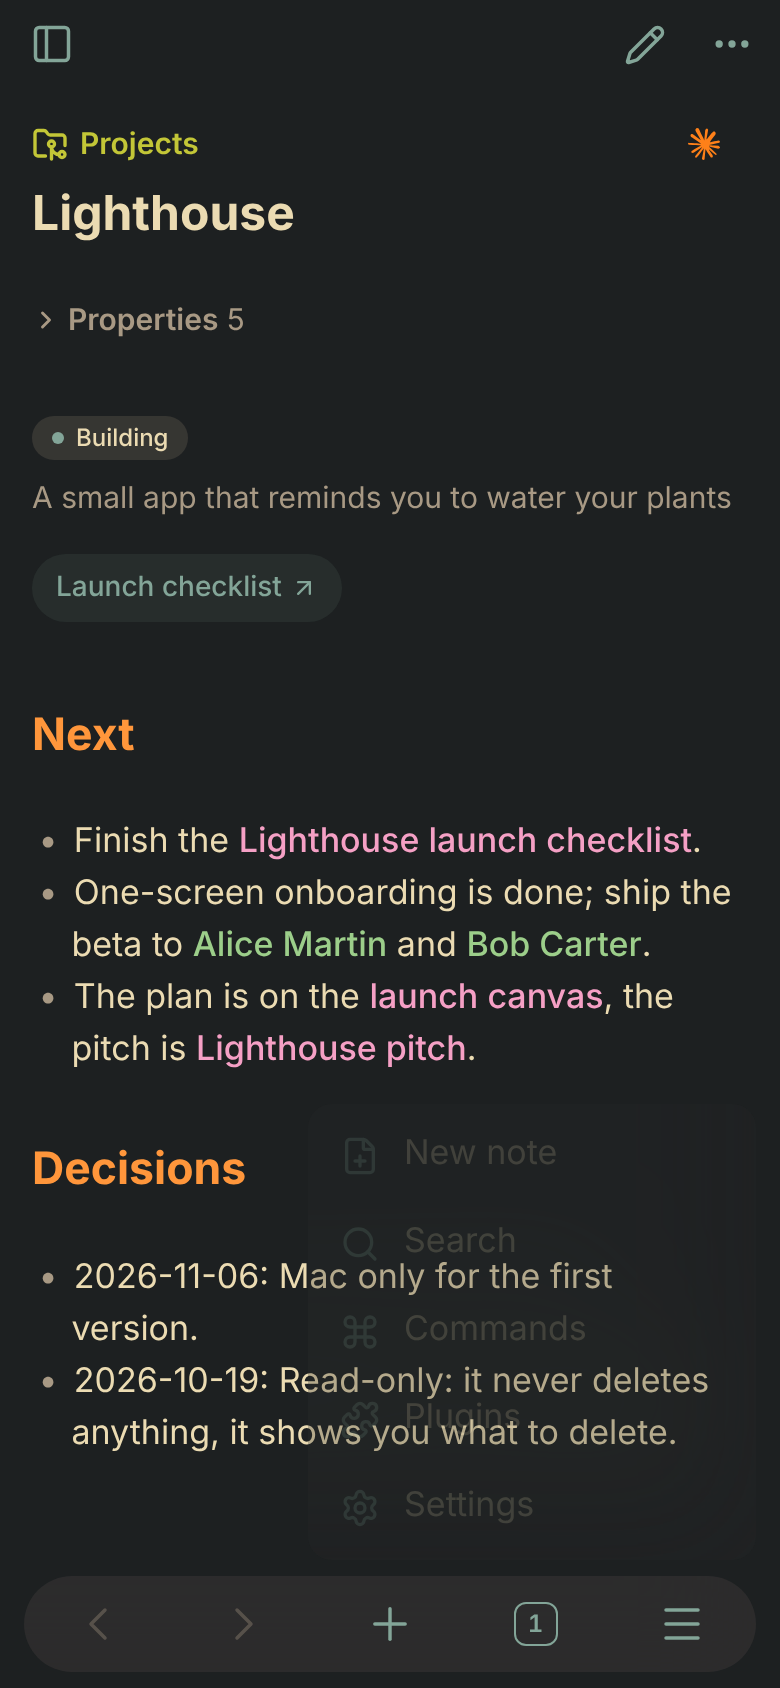 Projects
Lighthouse
Properties 5
Building
A small app that reminds you to water your plants
Launch checklist
Next
Finish the Lighthouse launch checklist.
One-screen onboarding is done; ship the
beta to Alice Martin and Bob Carter.
The plan is on the launch canvas, the
pitch is Lighthouse pitch.
Decisions
2026-11-06: Mac only for the first
version.
2026-10-19: Read-only: it never deletes
anything, it shows you what to delete.
New note
Search
Commands
Plugins
Settings
1